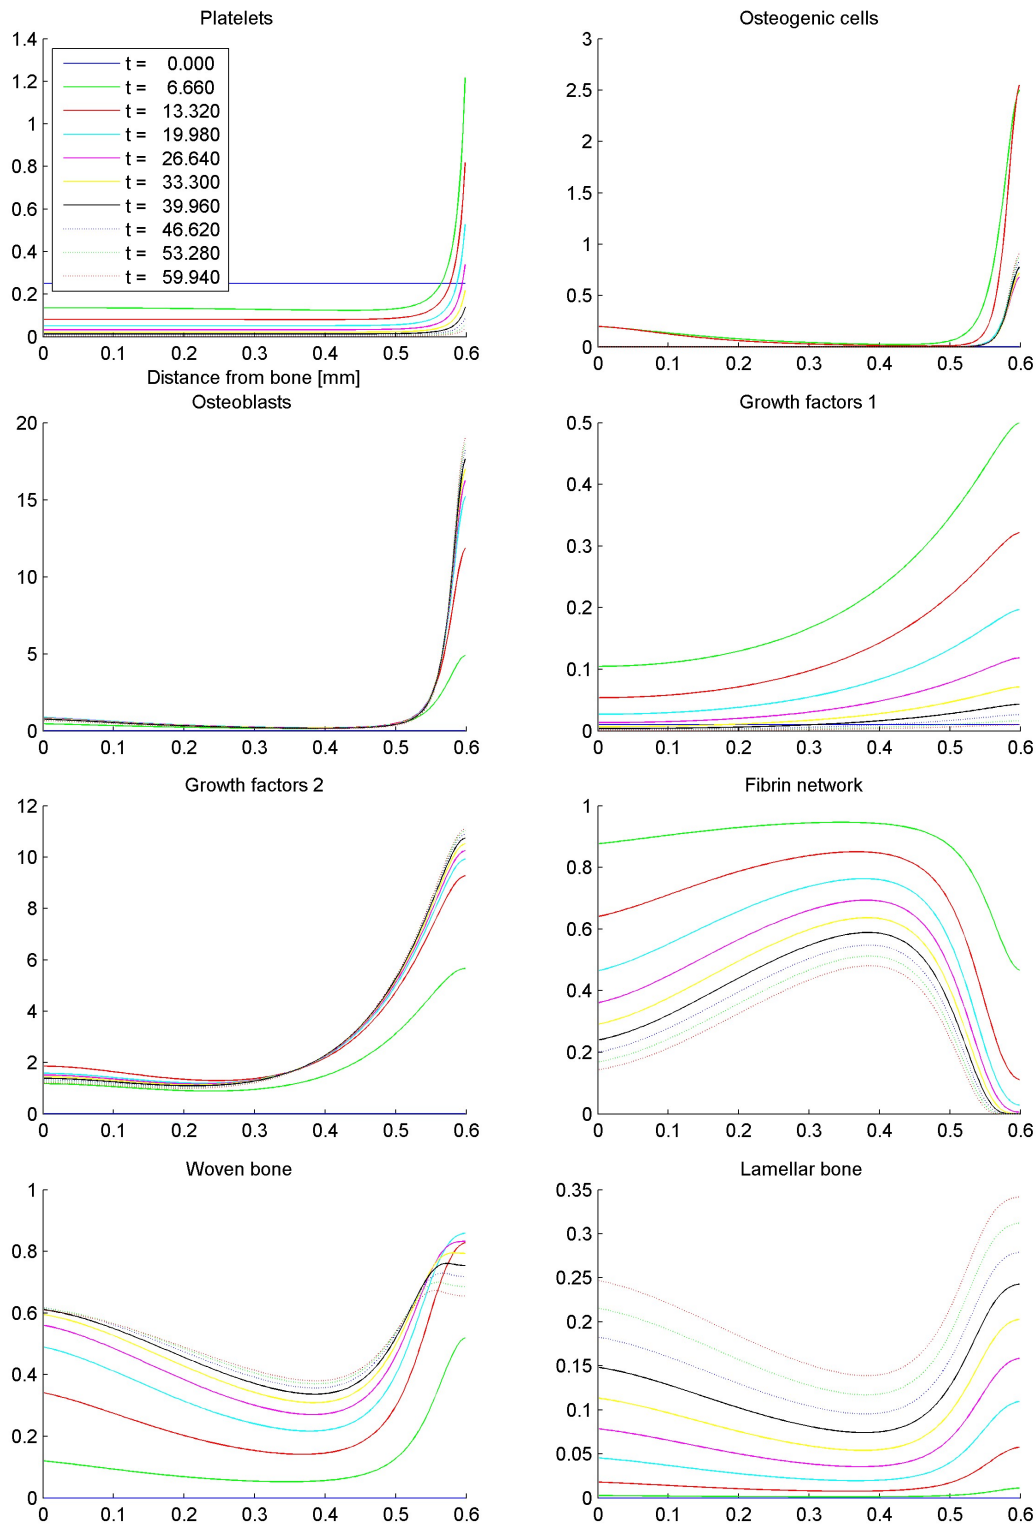 Platelets
1.4
1.2
1
0.8
0.6
0.4
0.2
0
t = 0.000
t = 6.660
t = 13.320
t = 19.980
t = 26.640
t = 33.300
t = 39.960
t = 46.620
t = 53.280
t = 59.940
0 0.1 0.2 0.3 0.4 0.5 0.6
Distance from bone [mm]
Osteogenic cells
3
2.5
2
1.5
1
0.5
0
0 0.1 0.2 0.3 0.4 0.5 0.6
Osteoblasts
20
15
10
5
0
0 0.1 0.2 0.3 0.4 0.5 0.6
Growth factors 1
0.5
0.4
0.3
0.2
0.1
0
0 0.1 0.2 0.3 0.4 0.5 0.6
Growth factors 2
12
10
8
6
4
2
0
0 0.1 0.2 0.3 0.4 0.5 0.6
Fibrin network
1
0.8
0.6
0.4
0.2
0
0 0.1 0.2 0.3 0.4 0.5 0.6
Woven bone
1
0.8
0.6
0.4
0.2
0
0 0.1 0.2 0.3 0.4 0.5 0.6
Lamellar bone
0.35
0.3
0.25
0.2
0.15
0.1
0.05
0
0 0.1 0.2 0.3 0.4 0.5 0.6